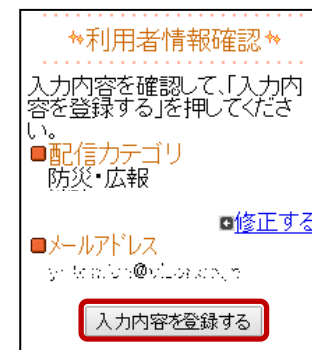 利用者情報確認
入力内容を確認して、「入力内
容を登録する」を押してくださ
い。
配信カテゴリ
防災・広報
修正する
メールアドレス
入力内容を登録する